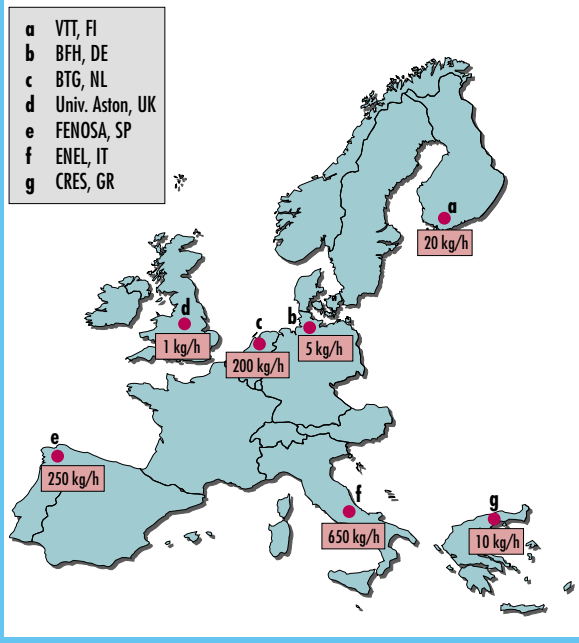 a VTT, FI
b BFH, DE
c BTG, NL
d Univ. Aston, UK
e FENOSA, SP
f ENEL, IT
g CRES, GR
a
20 kg/h
d
1 kg/h
c
200 kg/h
b
5 kg/h
e
250 kg/h
f
650 kg/h
g
10 kg/h